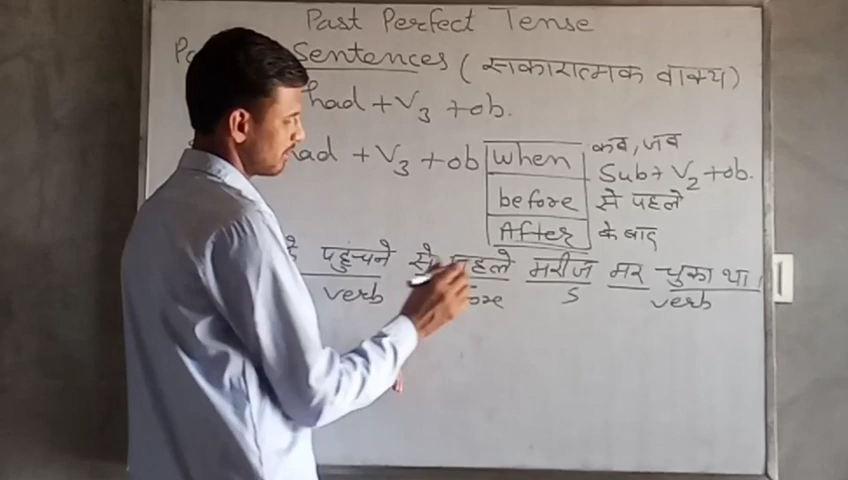 Past Perfect Tense
Sentences (सकारात्मक वाक्य)
had + V3 + ob.
had + V3 + ob when कब, जब
Sub + V2 + ob.
before से पहले
After के बाद
के पहुंचने से पहले मरीज मर चुका था।
verb S verb